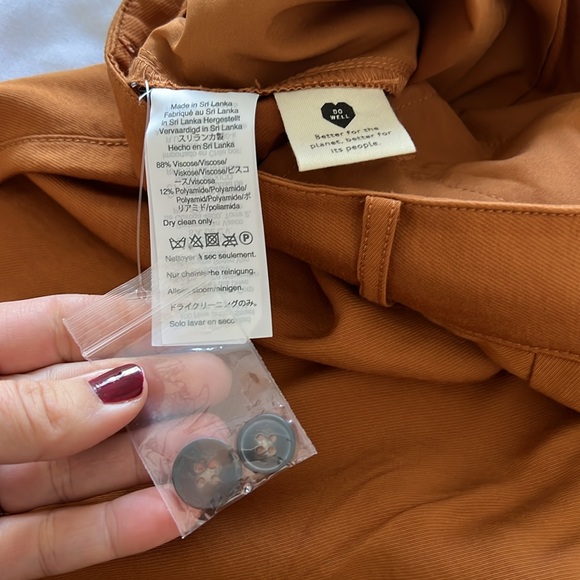 Made in Sri Lanka
Fabriqué au Sri Lanka
in Sri Lanka Hergestellt
Vervaardigd in Sri Lanka
スリランカ製
Hecho en Sri Lanka
88% Viscose/Viscose/
Viskose/Viscose/ビスコ
ース/viscosa
12% Polyamide/Polyamide/
Polyamid/Polyamide/ポ
リアミド/poliamida
Dry clean only.
P
Nettoyer à sec seulement.
Nur chemische reinigung.
Alleen stoomreinigen.
ドライクリーニングのみ。
Solo lavar en seco
DO
WELL
Better for the
planet, better for
its people.